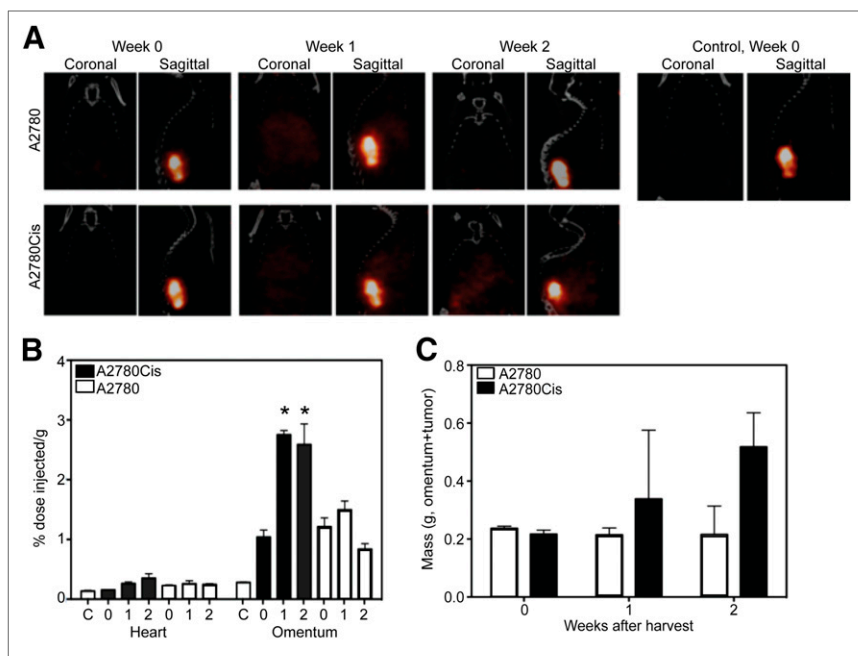 A
Week 0 Week 1 Week 2 Control, Week 0
Coronal Sagittal Coronal Sagittal Coronal Sagittal Coronal Sagittal
A2780
A2780Cis
B
A2780Cis
A2780
% dose injected/g
4
3
2
1
0
* *
C 0 1 2 0 1 2 C 0 1 2 0 1 2
Heart Omentum
C
A2780
A2780Cis
Mass (g, omentum+tumor)
0.8
0.6
0.4
0.2
0.0
0 1 2
Weeks after harvest